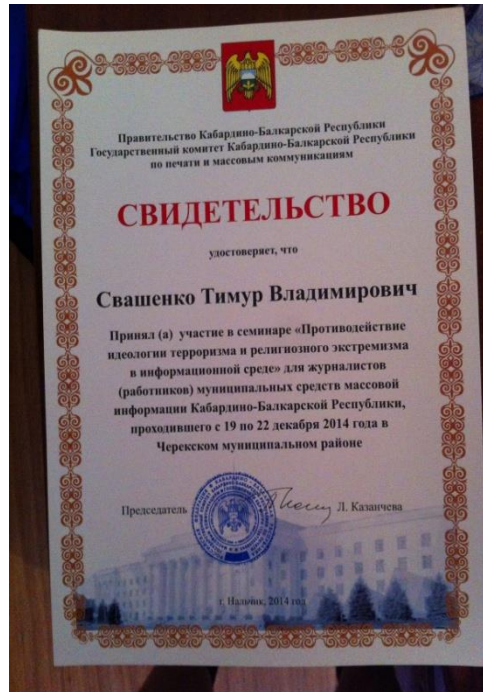 Правительство Кабардино-Балкарской Республики
Государственный комитет Кабардино-Балкарской Республики
по печати и массовым коммуникациям
СВИДЕТЕЛЬСТВО
удостоверяет, что
Свашенко Тимур Владимирович
Принял (а) участие в семинаре «Противодействие
идеологии терроризма и религиозного экстремизма
в информационной среде» для журналистов
(работников) муниципальных средств массовой
информации Кабардино-Балкарской Республики,
проходившего с 19 по 22 декабря 2014 года в
Черекском муниципальном районе
Председатель Л. Казанчева
г. Нальчик, 2014 год